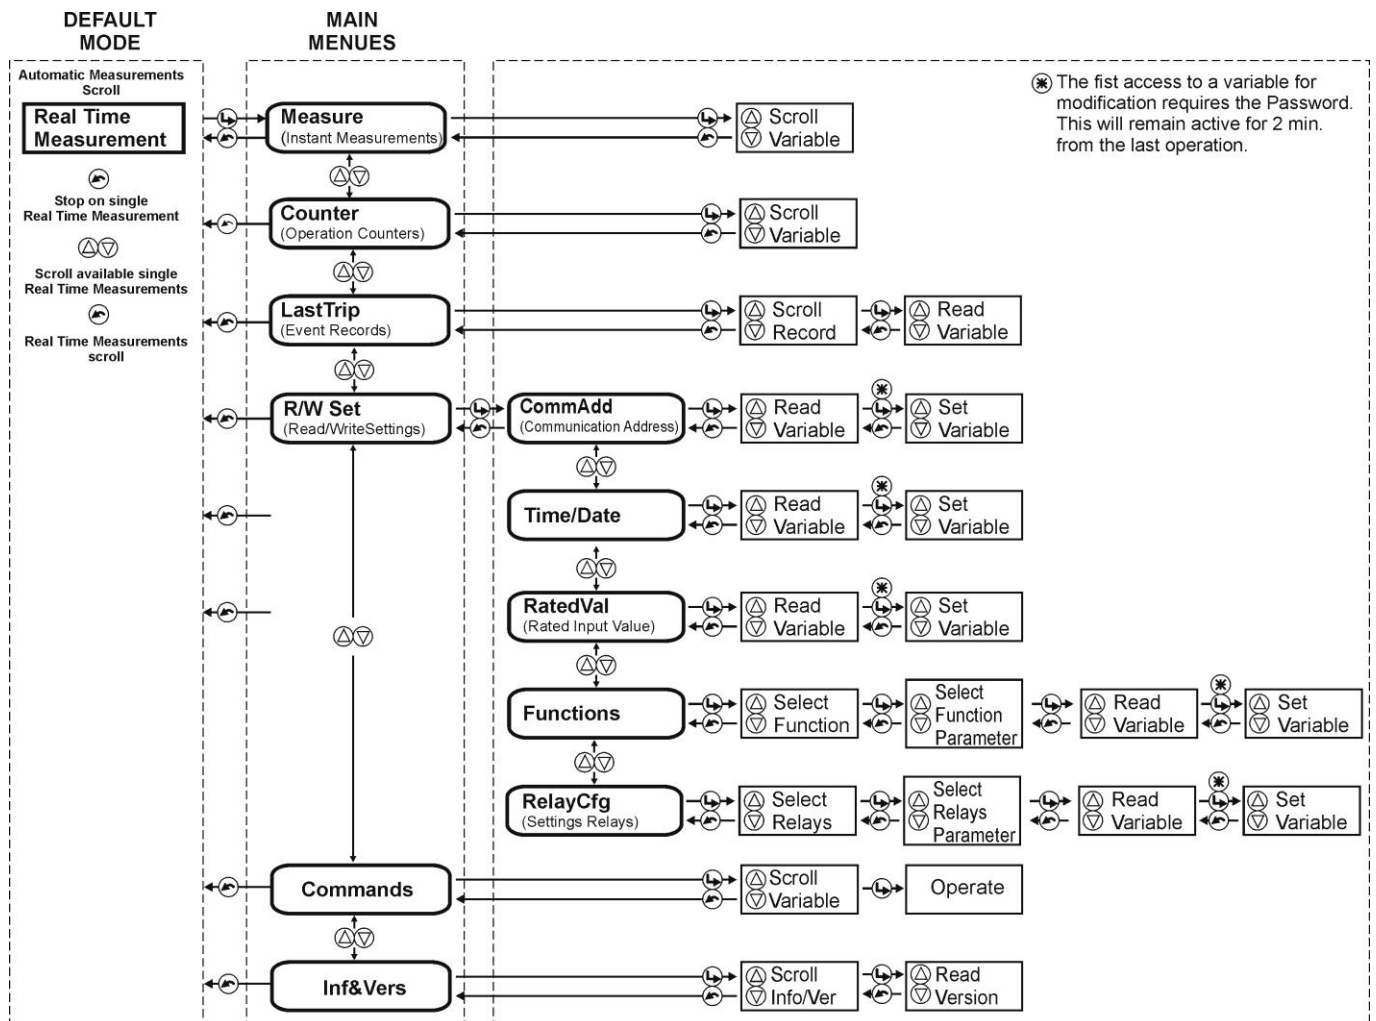 DEFAULT
MODE
MAIN
MENUES
Automatic Measurements
Scroll
Real Time
Measurement
Stop on single
Real Time Measurement
Scroll available single
Real Time Measurements
Real Time Measurements
scroll
The fist access to a variable for
modification requires the Password.
This will remain active for 2 min.
from the last operation.
Measure
(Instant Measurements)
Scroll
Variable
Counter
(Operation Counters)
Scroll
Variable
LastTrip
(Event Records)
Scroll
Record
Read
Variable
R/W Set
(Read/WriteSettings)
CommAdd
(Communication Address)
Read
Variable
Set
Variable
Time/Date
Read
Variable
Set
Variable
RatedVal
(Rated Input Value)
Read
Variable
Set
Variable
Functions
Select
Function
Select
Function
Parameter
Read
Variable
Set
Variable
RelayCfg
(Settings Relays)
Select
Relays
Select
Relays
Parameter
Read
Variable
Set
Variable
Commands
Scroll
Variable
Operate
Inf&Vers
Scroll
Info/Ver
Read
Version